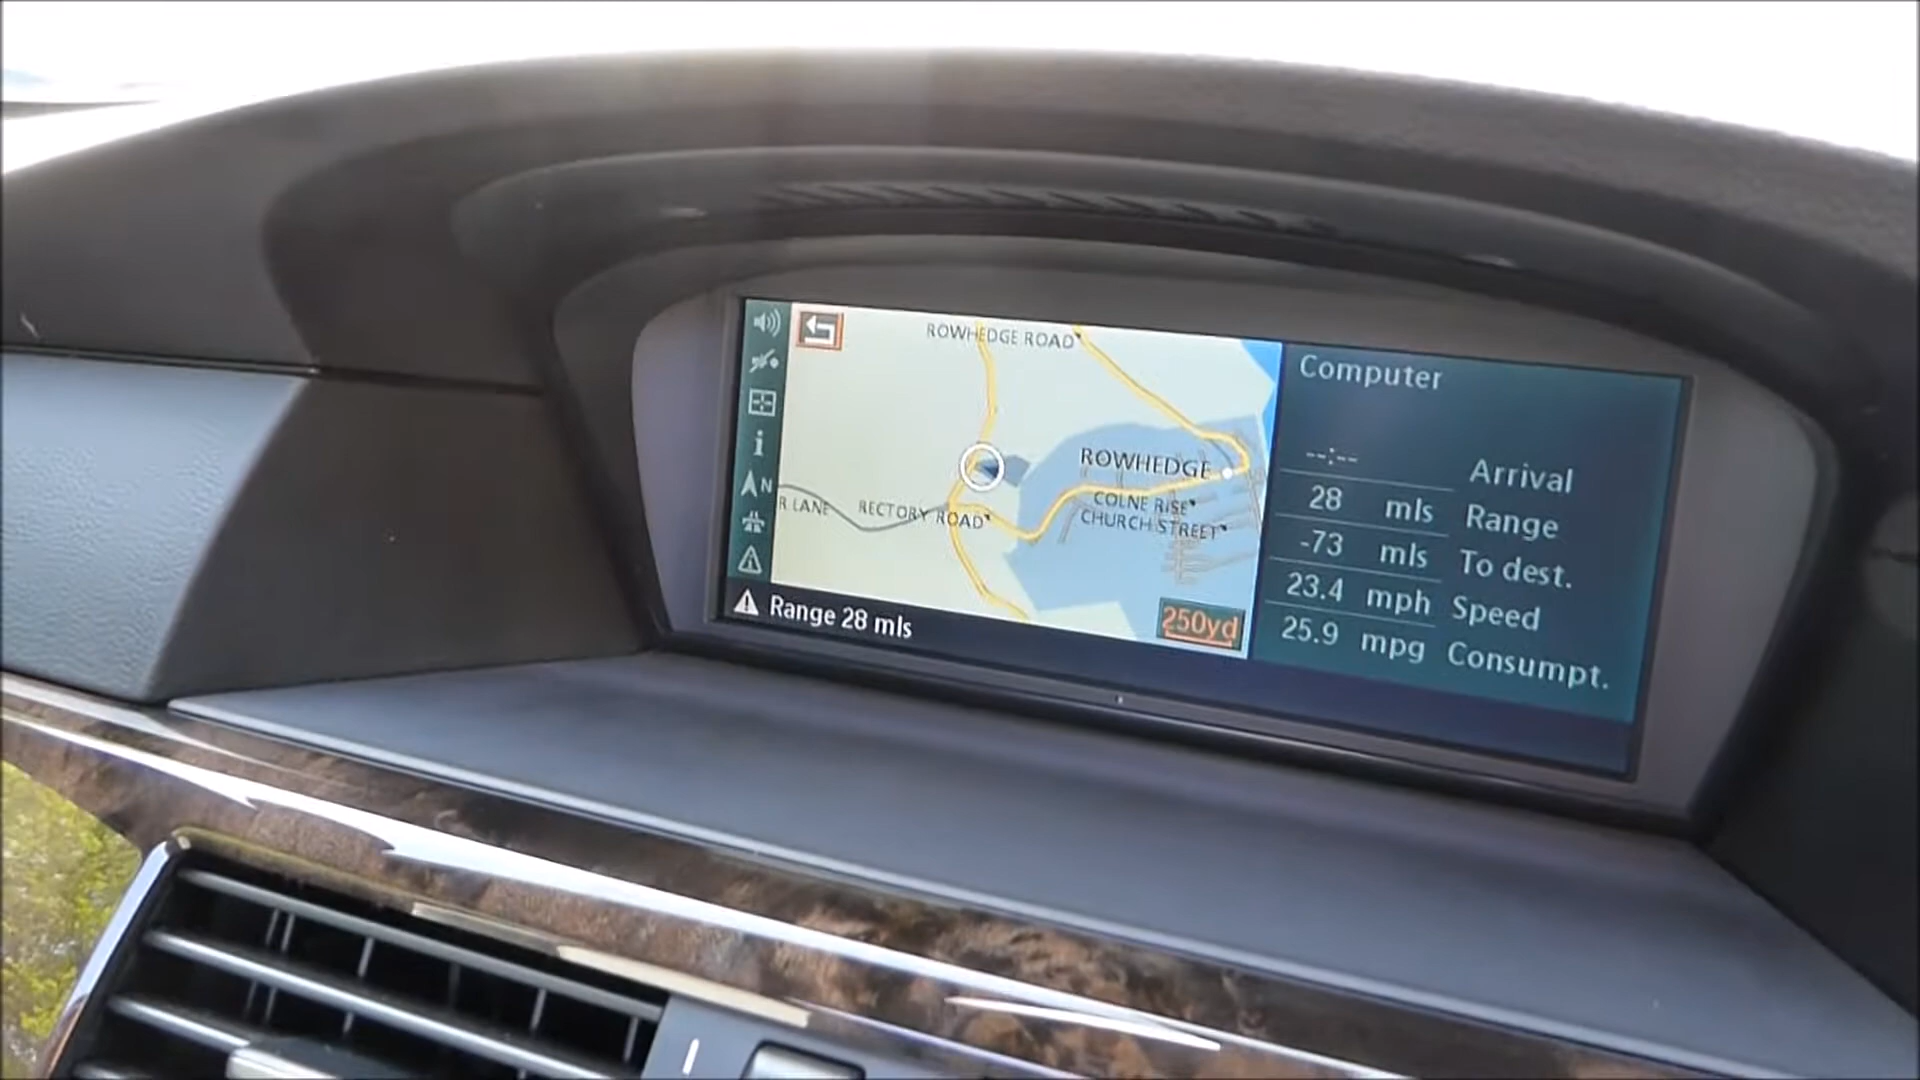 ROWHEDGE ROAD
ROWHEDGE
COLNE RISE
CHURCH STREET
R LANE
RECTORY ROAD
N
250yd
Range 28 mls
Computer
--:-- Arrival
28 mls Range
-73 mls To dest.
23.4 mph Speed
25.9 mpg Consumpt.